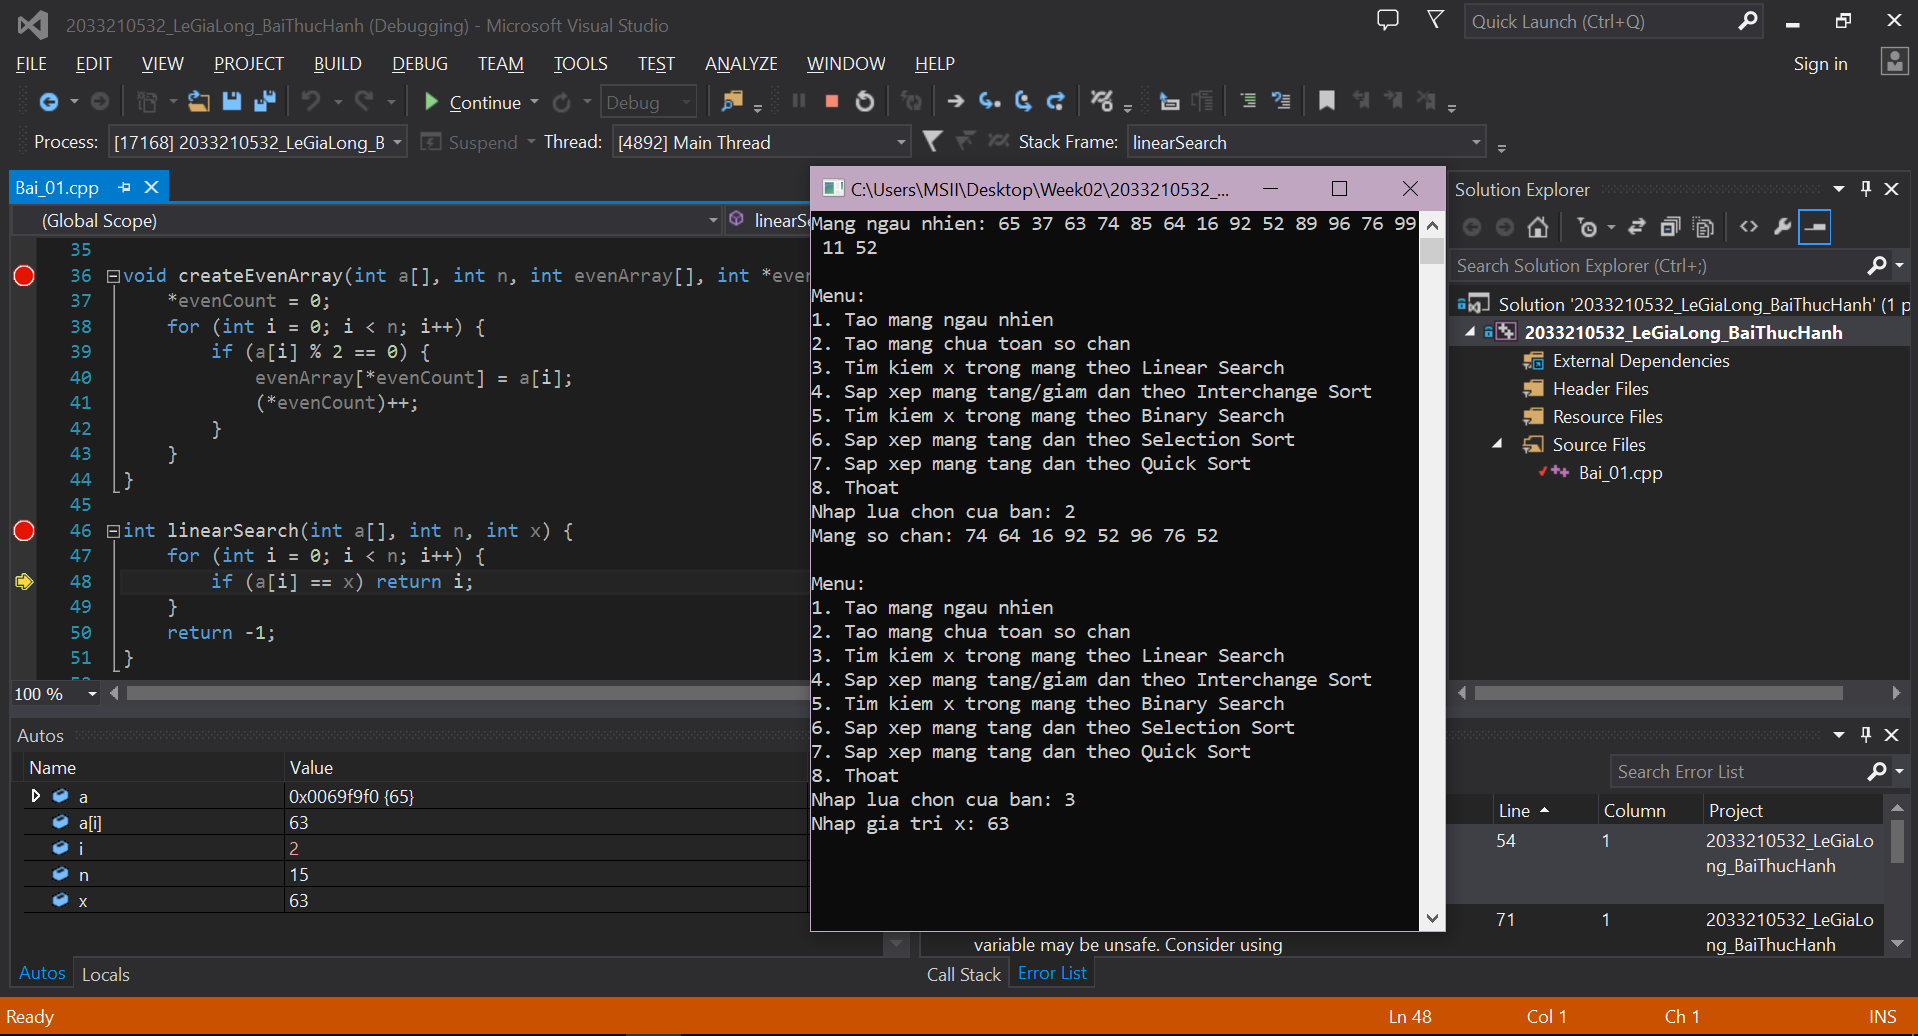 2033210532_LeGiaLong_BaiThucHanh (Debugging) - Microsoft Visual Studio
Quick Launch (Ctrl+Q)
FILE EDIT VIEW PROJECT BUILD DEBUG TEAM TOOLS TEST ANALYZE WINDOW HELP
Sign in
Continue
Debug
Process: [17168] 2033210532_LeGiaLong_B
Suspend
Thread: [4892] Main Thread
Stack Frame: linearSearch
Bai_01.cpp
(Global Scope)
linearSe
35
36 void createEvenArray(int a[], int n, int evenArray[], int *even
37 *evenCount = 0;
38 for (int i = 0; i < n; i++) {
39 if (a[i] % 2 == 0) {
40 evenArray[*evenCount] = a[i];
41 (*evenCount)++;
42 }
43 }
44 }
45
46 int linearSearch(int a[], int n, int x) {
47 for (int i = 0; i < n; i++) {
48 if (a[i] == x) return i;
49 }
50 return -1;
51 }
100 %
C:\Users\MSII\Desktop\Week02\2033210532_...
Mang ngau nhien: 65 37 63 74 85 64 16 92 52 89 96 76 99
11 52
Menu:
1. Tao mang ngau nhien
2. Tao mang chua toan so chan
3. Tim kiem x trong mang theo Linear Search
4. Sap xep mang tang/giam dan theo Interchange Sort
5. Tim kiem x trong mang theo Binary Search
6. Sap xep mang tang dan theo Selection Sort
7. Sap xep mang tang dan theo Quick Sort
8. Thoat
Nhap lua chon cua ban: 2
Mang so chan: 74 64 16 92 52 96 76 52
Menu:
1. Tao mang ngau nhien
2. Tao mang chua toan so chan
3. Tim kiem x trong mang theo Linear Search
4. Sap xep mang tang/giam dan theo Interchange Sort
5. Tim kiem x trong mang theo Binary Search
6. Sap xep mang tang dan theo Selection Sort
7. Sap xep mang tang dan theo Quick Sort
8. Thoat
Nhap lua chon cua ban: 3
Nhap gia tri x: 63
Solution Explorer
Search Solution Explorer (Ctrl+;)
Solution '2033210532_LeGiaLong_BaiThucHanh' (1 p
2033210532_LeGiaLong_BaiThucHanh
External Dependencies
Header Files
Resource Files
Source Files
Bai_01.cpp
Autos
Name Value
a 0x0069f9f0 {65}
a[i] 63
i 2
n 15
x 63
Autos Locals
Search Error List
Line Column Project
54 1 2033210532_LeGiaLo
ng_BaiThucHanh
71 1 2033210532_LeGiaLo
ng_BaiThucHanh
variable may be unsafe. Consider using
Call Stack Error List
Ready
Ln 48 Col 1 Ch 1 INS